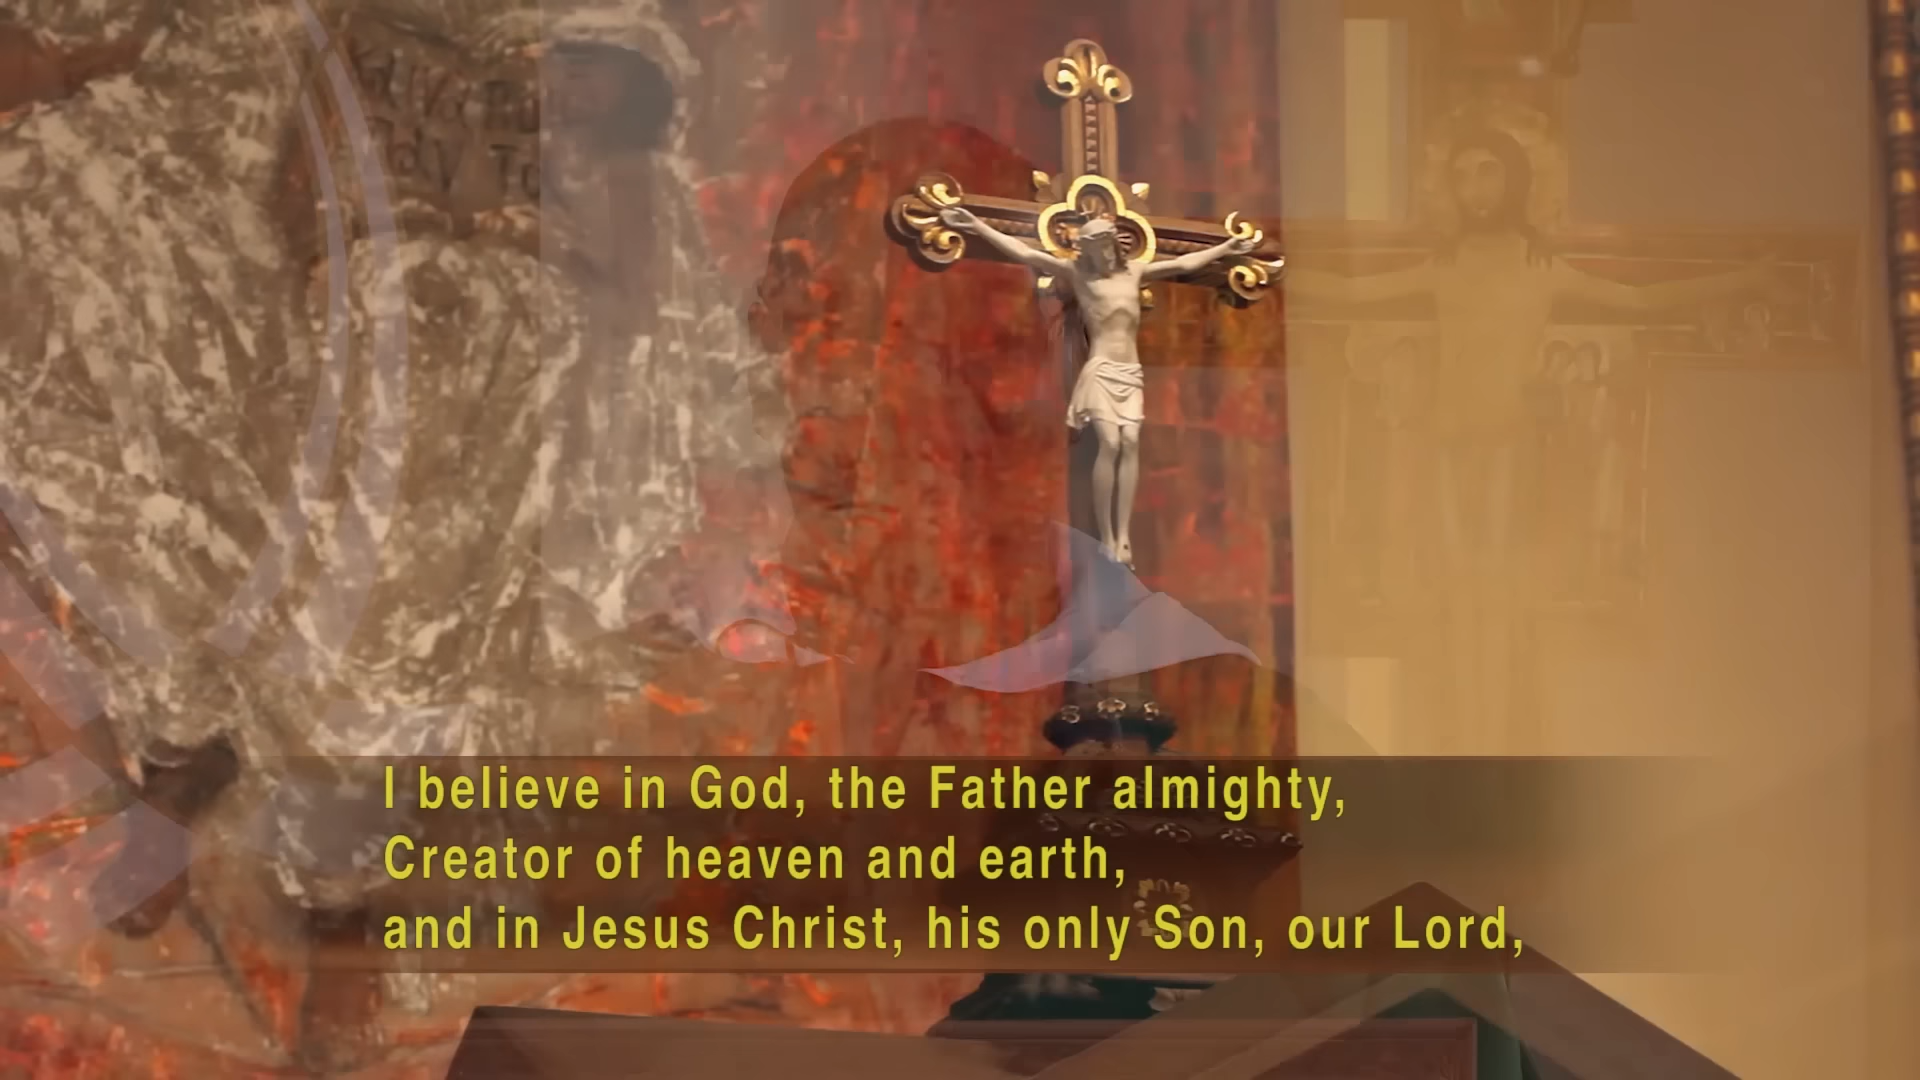 I believe in God, the Father almighty,
Creator of heaven and earth,
and in Jesus Christ, his only Son, our Lord,